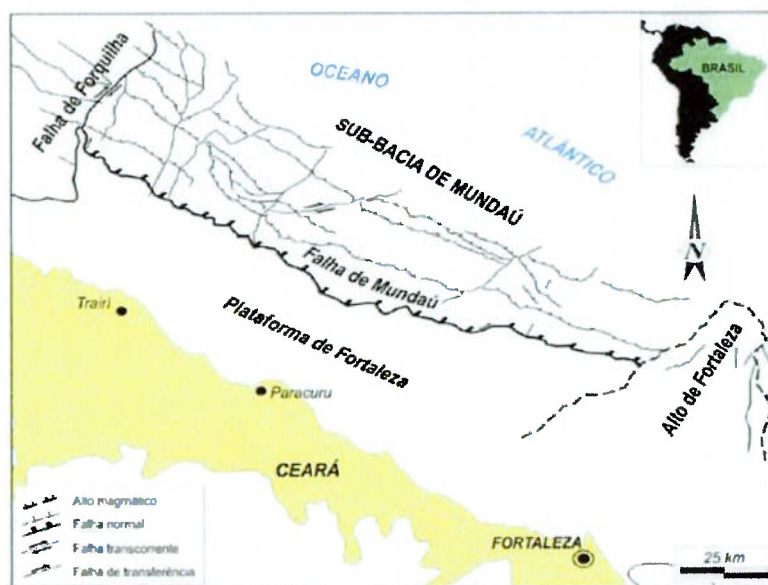 OCEANO
ATLÂNTICO
BRASIL
Falha de Forquilha
SUB-BACIA DE MUNDAÚ
N
Falha de Mundaú
Trairi
Plataforma de Fortaleza
Alto de Fortaleza
Paracuru
CEARÁ
Alto magmático
Falha normal
Falha transcorrente
Falha de transferência
FORTALEZA
25 km